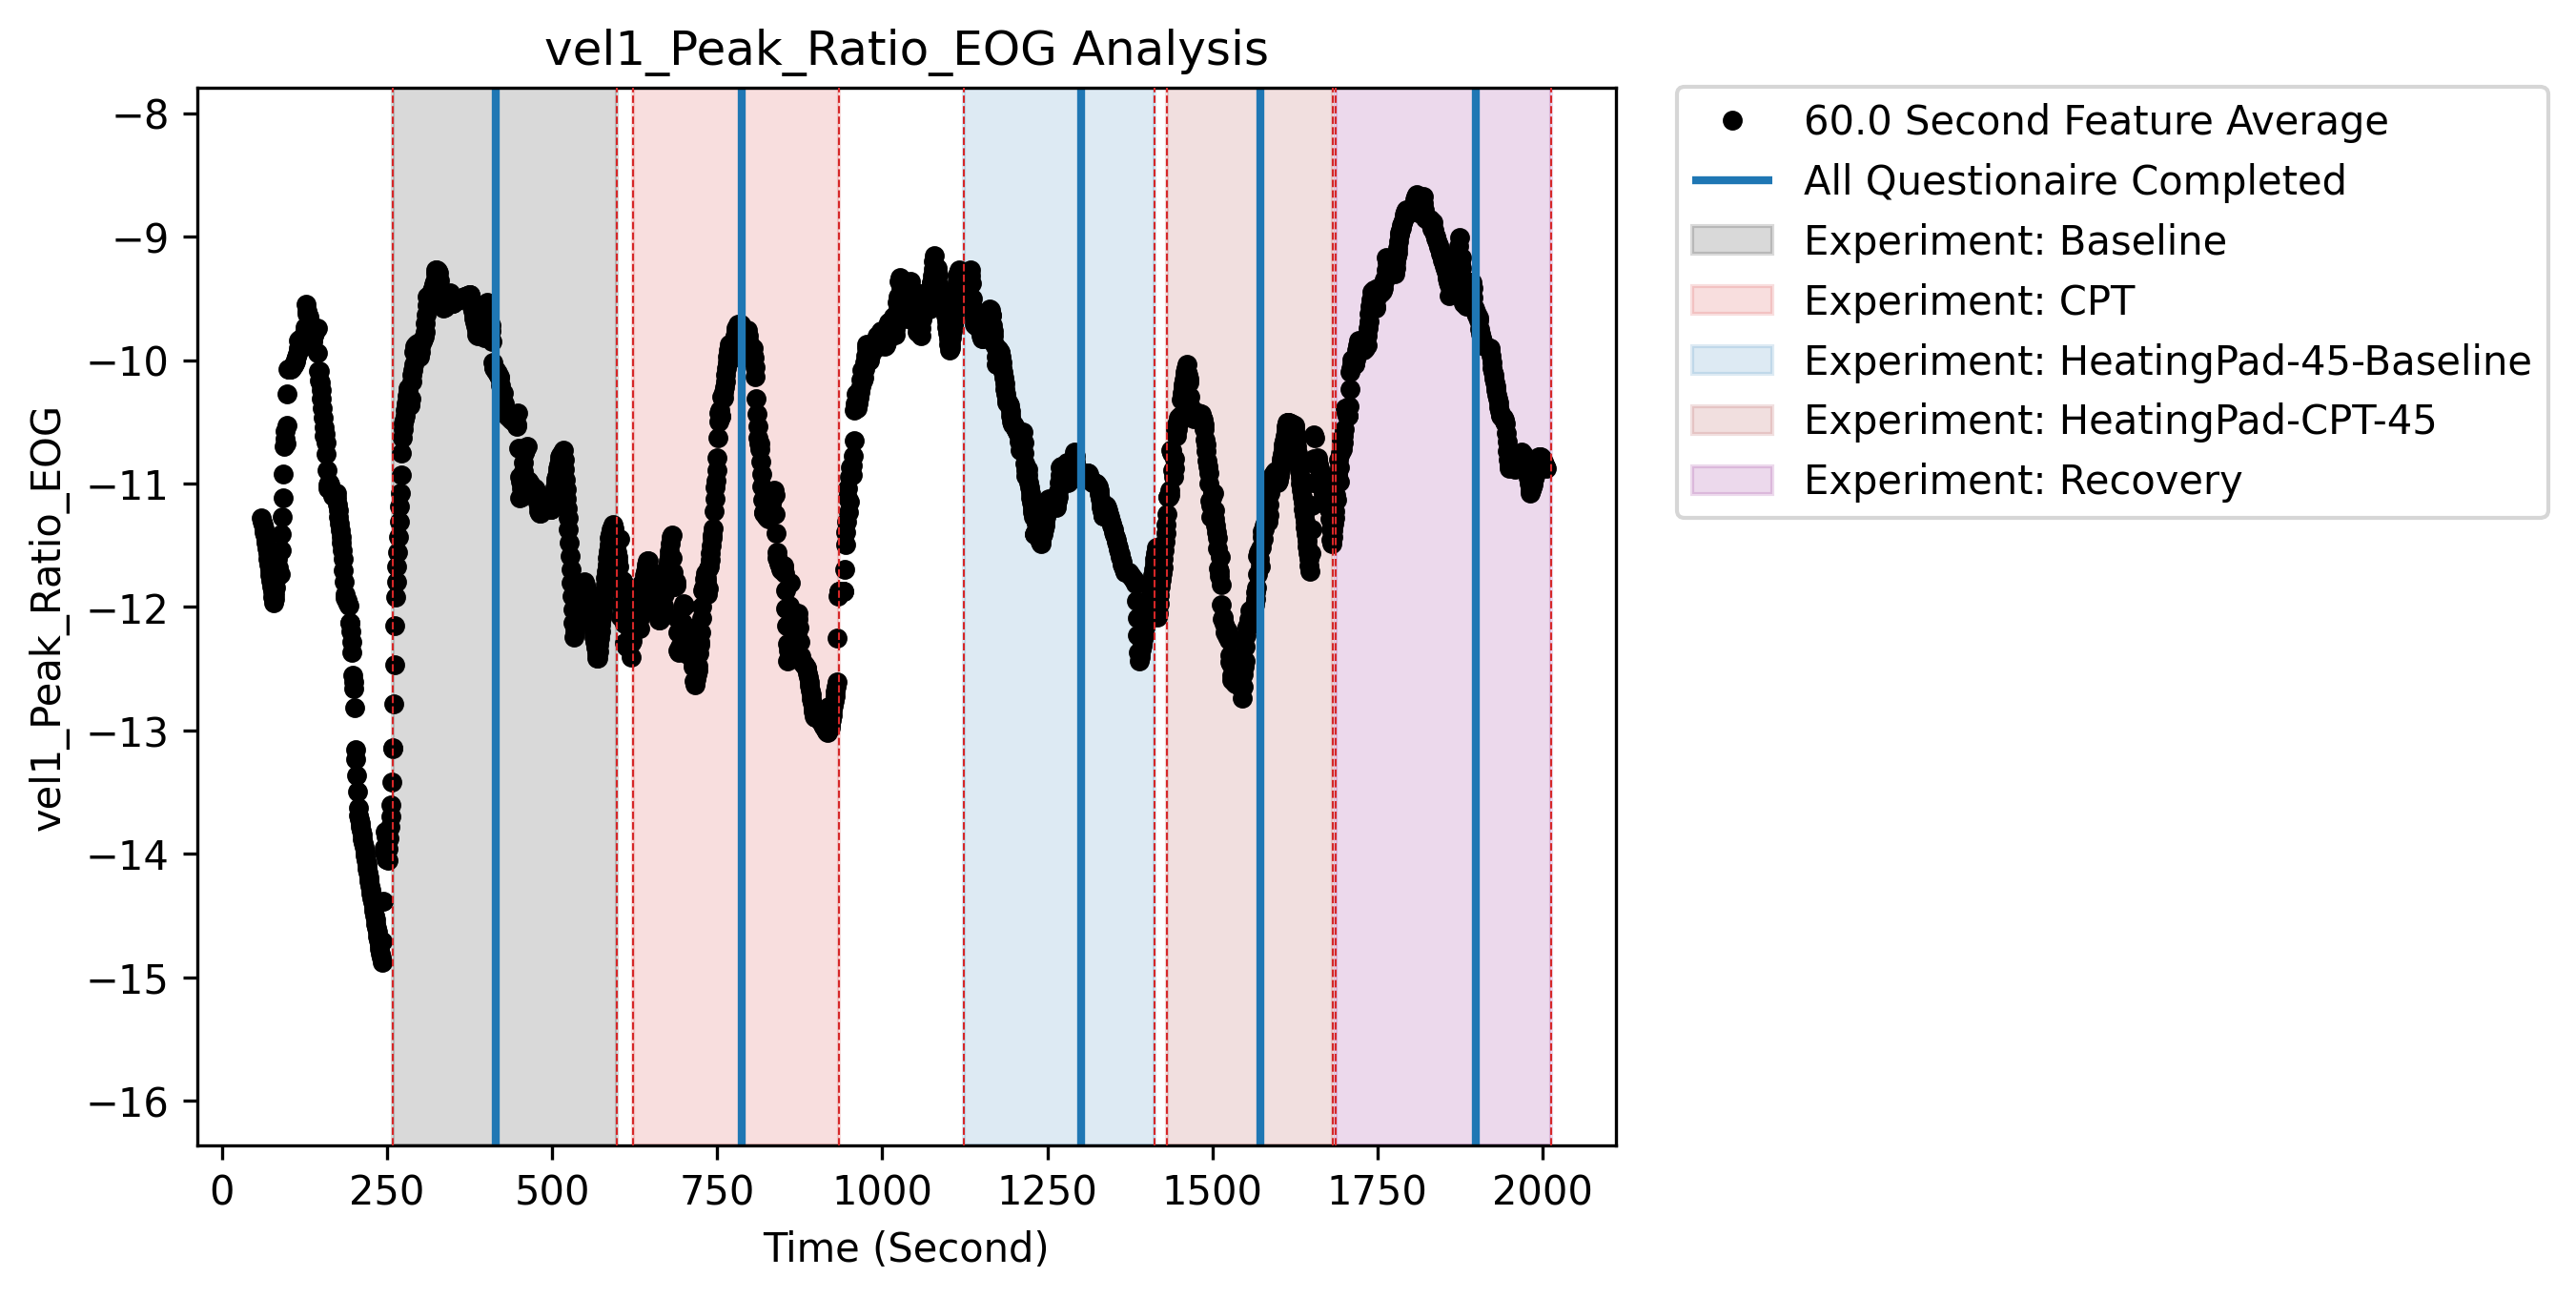 vel1_Peak_Ratio_EOG Analysis
vel1_Peak_Ratio_EOG
−8
−9
−10
−11
−12
−13
−14
−15
−16
0 250 500 750 1000 1250 1500 1750 2000
Time (Second)
60.0 Second Feature Average
All Questionaire Completed
Experiment: Baseline
Experiment: CPT
Experiment: HeatingPad-45-Baseline
Experiment: HeatingPad-CPT-45
Experiment: Recovery